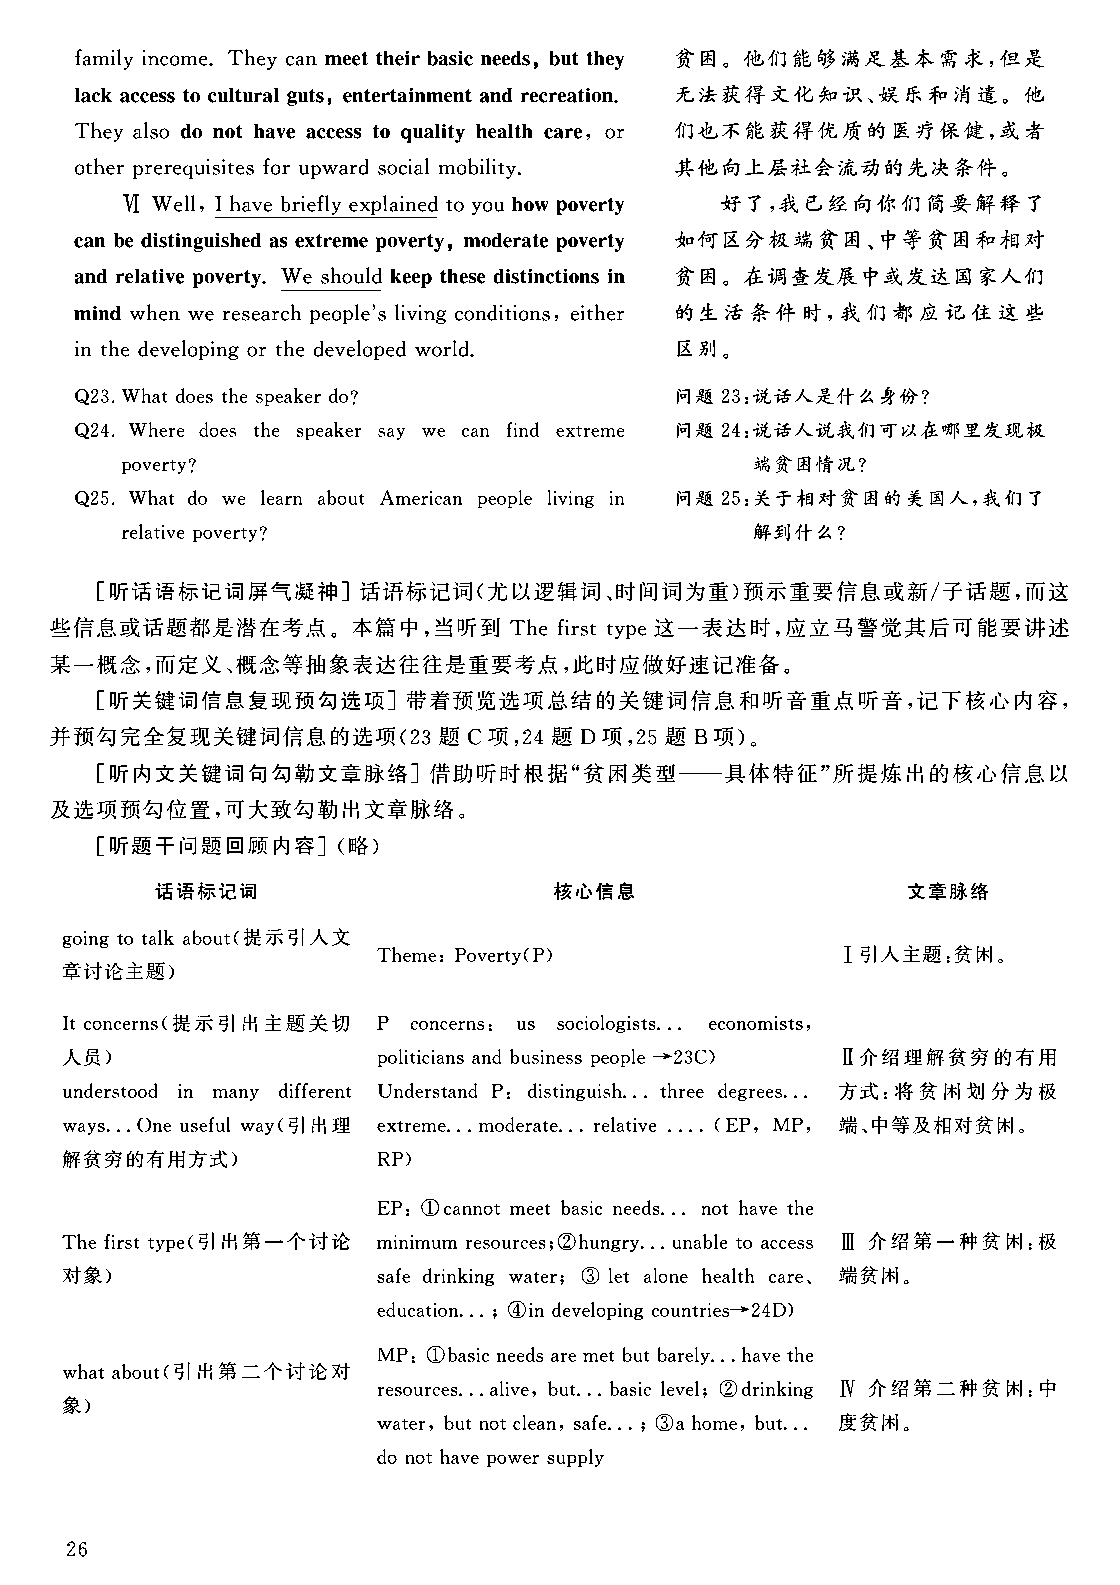 family income. They can meet their basic needs, but they
lack access to cultural guts, entertainment and recreation.
They also do not have access to quality health care, or
other prerequisites for upward social mobility.
Ⅵ Well, I have briefly explained to you how poverty
can be distinguished as extreme poverty, moderate poverty
and relative poverty. We should keep these distinctions in
mind when we research people's living conditions, either
in the developing or the developed world.
Q23. What does the speaker do?
Q24. Where does the speaker say we can find extreme
poverty?
Q25. What do we learn about American people living in
relative poverty?
贫困。他们能够满足基本需求,但是
无法获得文化知识、娱乐和消遣。他
们也不能获得优质的医疗保健,或者
其他向上层社会流动的先决条件。
好了,我已经向你们简要解释了
如何区分极端贫困、中等贫困和相对
贫困。在调查发展中或发达国家人们
的生活条件时,我们都应记住这些
区别。
问题 23:说话人是什么身份?
问题 24:说话人说我们可以在哪里发现极
端贫困情况?
问题 25:关于相对贫困的美国人,我们了
解到什么?
[听话语标记词屏气凝神] 话语标记词(尤以逻辑词、时间词为重)预示重要信息或新/子话题,而这
些信息或话题都是潜在考点。本篇中,当听到 The first type 这一表达时,应立马警觉其后可能要讲述
某一概念,而定义、概念等抽象表达往往是重要考点,此时应做好速记准备。
[听关键词信息复现预勾选项] 带着预览选项总结的关键词信息和听音重点听音,记下核心内容,
并预勾完全复现关键词信息的选项(23 题 C 项,24 题 D 项,25 题 B 项)。
[听内文关键词句勾勒文章脉络] 借助听时根据“贫困类型——具体特征”所提炼出的核心信息以
及选项预勾位置,可大致勾勒出文章脉络。
[听题干问题回顾内容] (略)
话语标记词 核心信息 文章脉络
going to talk about(提示引人文
章讨论主题)
Theme: Poverty(P)
Ⅰ引人主题:贫困。
It concerns(提示引出主题关切
人员)
understood in many different
ways...One useful way(引出理
解贫穷的有用方式)
P concerns: us sociologists... economists,
politicians and business people →23C)
Understand P: distinguish... three degrees...
extreme...moderate... relative ....(EP, MP,
RP)
Ⅱ介绍理解贫穷的有用
方式:将贫困划分为极
端、中等及相对贫困。
The first type(引出第一个讨论
对象)
EP: ①cannot meet basic needs... not have the
minimum resources;②hungry...unable to access
safe drinking water; ③ let alone health care、
education...; ④in developing countries→24D)
Ⅲ 介绍第一种贫困:极
端贫困。
what about(引出第二个讨论对
象)
MP: ①basic needs are met but barely...have the
resources...alive, but... basic level; ②drinking
water, but not clean, safe...; ③a home, but...
do not have power supply
Ⅳ 介绍第二种贫困:中
度贫困。
26